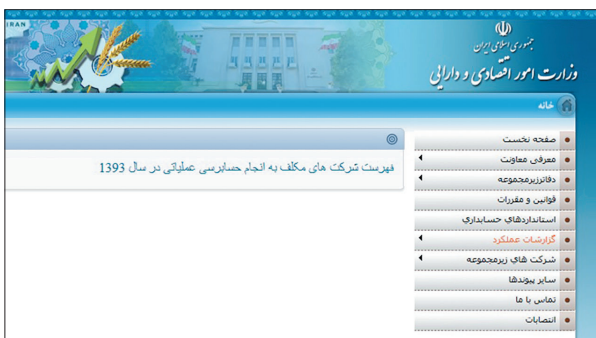 IRAN
جمهوری اسلامی ایران
وزارت امور اقتصادی و دارایی
خانه
صفحه نخست
معرفی معاونت
دفاترزیرمجموعه
قوانین و مقررات
استانداردهای حسابداری
گزارشات عملکرد
شرکت های زیرمجموعه
سایر پیوندها
تماس با ما
انتصابات
فهرست شرکت های مکلف به انجام حسابرسی عملیاتی در سال 1393